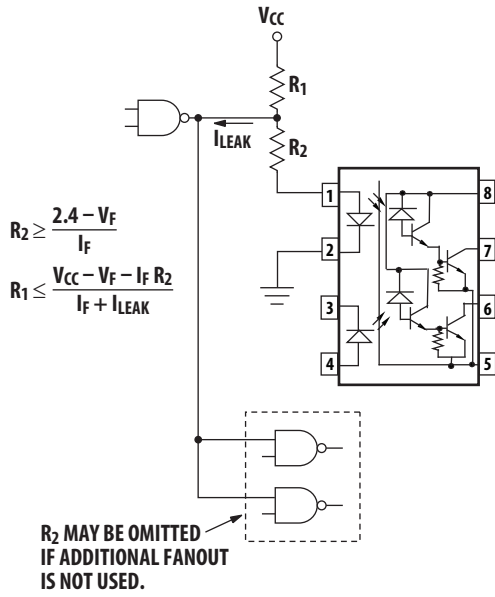 VCC
R1
ILEAK
R2
1
2
3
4
8
7
6
5
R2 ≥ 2.4 – VF / IF
R1 ≤ VCC – VF – IF R2 / IF + ILEAK
R2 MAY BE OMITTED
IF ADDITIONAL FANOUT
IS NOT USED.